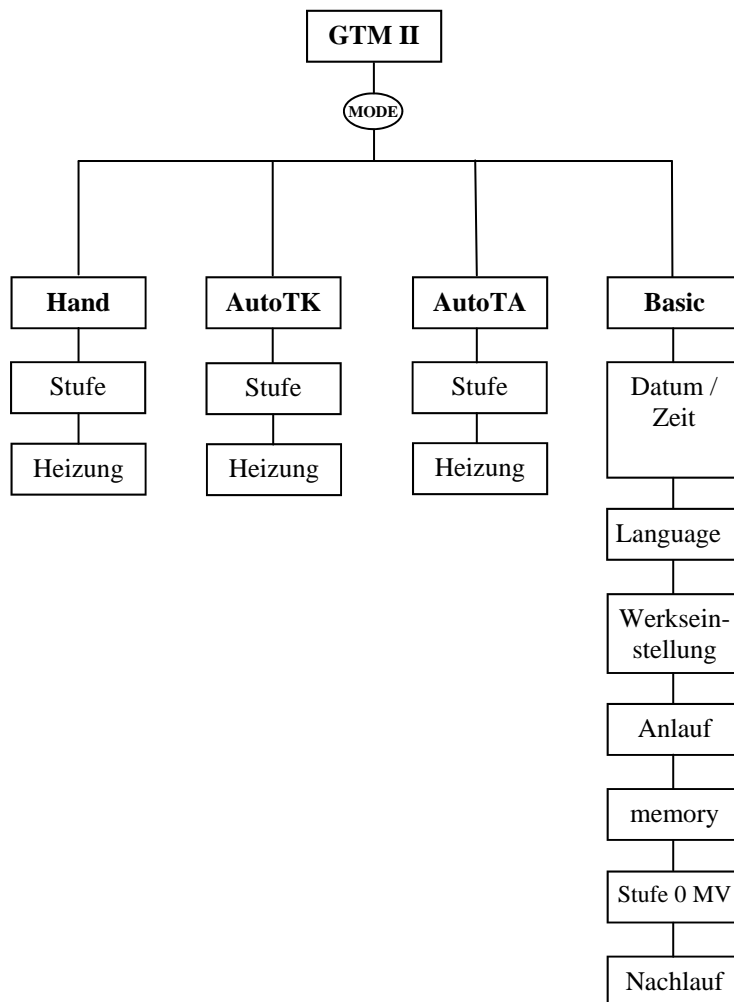 GTM II
MODE
Hand
AutoTK
AutoTA
Basic
Stufe
Stufe
Stufe
Datum /
Zeit
Heizung
Heizung
Heizung
Language
Werksein-
stellung
Anlauf
memory
Stufe 0 MV
Nachlauf